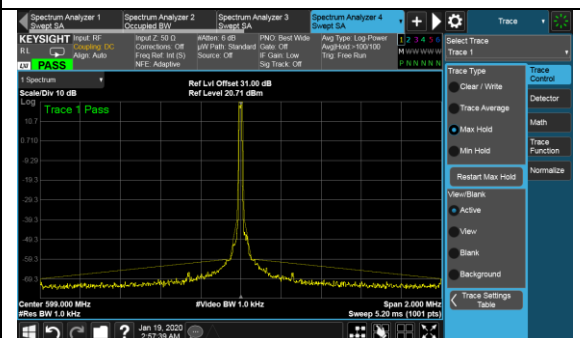 Spectrum Analyzer 1
Swept SA
Spectrum Analyzer 2
Occupied BW
Spectrum Analyzer 3
Swept SA
Spectrum Analyzer 4
Swept SA
Trace
KEYSIGHT
RL
PASS
Input: RF
Coupling: DC
Align: Auto
Input Z: 50 Ω
Corrections: Off
Freq Ref: Int (S)
NFE: Adaptive
#Atten: 6 dB
µW Path: Standard
Source: Off
PNO: Best Wide
Gate: Off
IF Gain: Low
Sig Track: Off
Avg Type: Log-Power
Avg|Hold:>100/100
Trig: Free Run
1 2 3 4 5 6
M W W W W W
P N N N N N
Select Trace
Trace 1
1 Spectrum
Scale/Div 10 dB
Ref Lvl Offset 31.00 dB
Ref Level 20.71 dBm
Log
Trace 1 Pass
10.7
0.710
-9.29
-19.3
-29.3
-39.3
-49.3
-59.3
-69.3
Center 599.000 MHz
#Res BW 1.0 kHz
#Video BW 1.0 kHz
Span 2.000 MHz
Sweep 5.20 ms (1001 pts)
Trace Type
Clear / Write
Trace Average
Max Hold
Min Hold
Restart Max Hold
View/Blank
Active
View
Blank
Background
Trace Settings
Table
Trace
Control
Detector
Math
Trace
Function
Normalize
Jan 19, 2020
2:57:39 AM